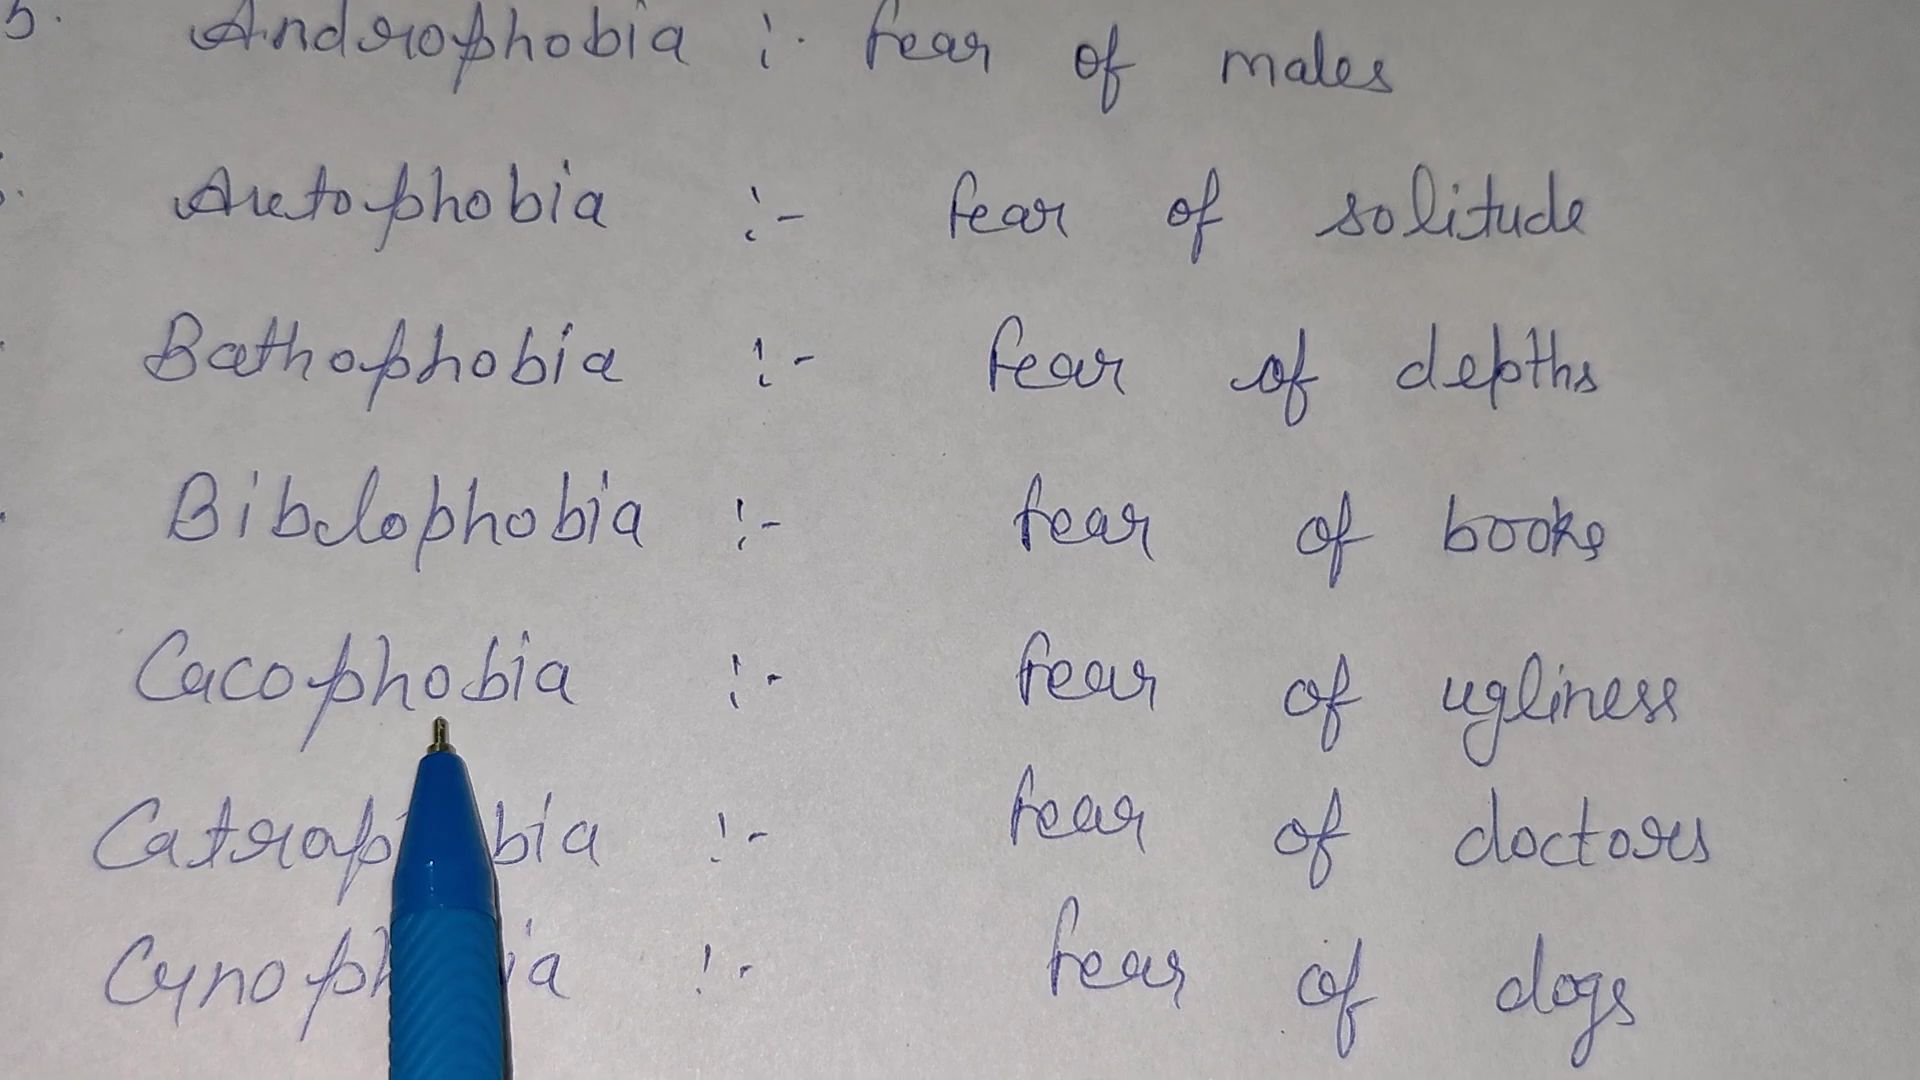 5. Androphobia :- fear of males
Autophobia :- fear of solitude
Bathophobia :- fear of depths
Biblophobia :- fear of books
Cacophobia :- fear of ugliness
:- fear of doctors
:- fear of dogs